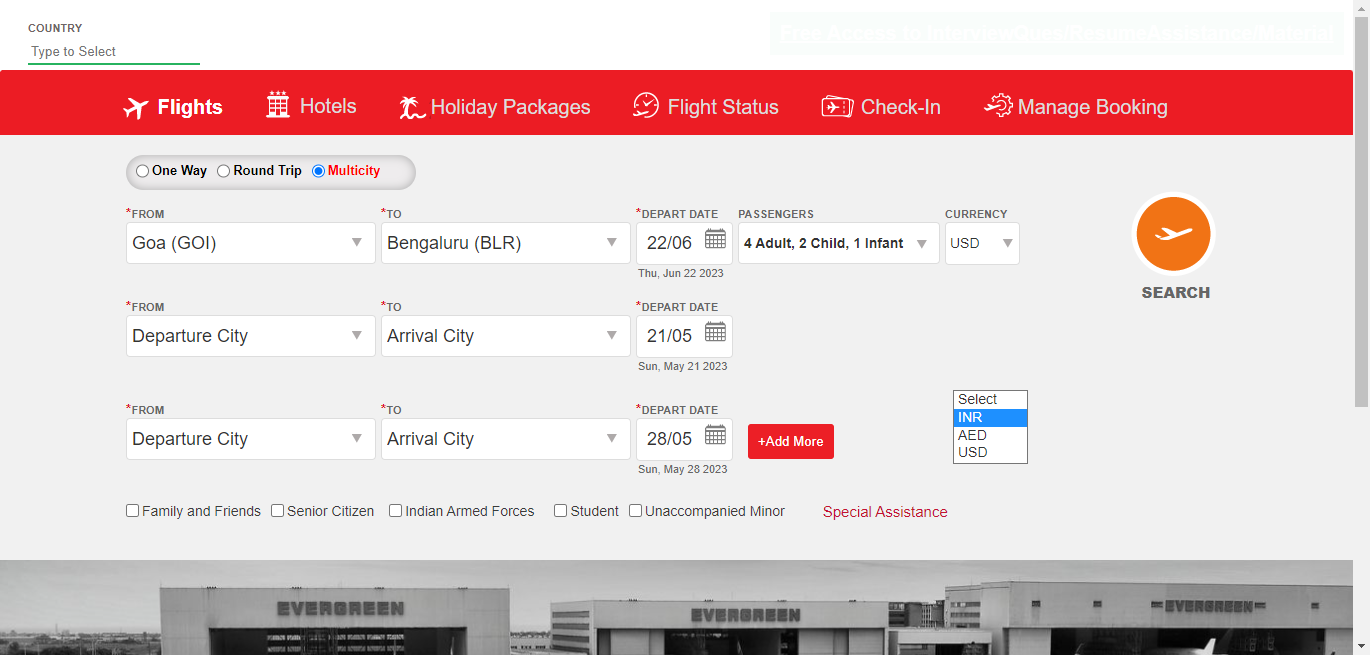 COUNTRY
Type to Select
Free Access to InterviewQues/ResumeAssistance/Material
Flights Hotels Holiday Packages Flight Status Check-In Manage Booking
One Way Round Trip Multicity
*FROM *TO *DEPART DATE PASSENGERS CURRENCY
Goa (GOI) Bengaluru (BLR) 22/06 4 Adult, 2 Child, 1 Infant USD
Thu, Jun 22 2023
SEARCH
*FROM *TO *DEPART DATE
Departure City Arrival City 21/05
Sun, May 21 2023
*FROM *TO *DEPART DATE
Departure City Arrival City 28/05 +Add More
Sun, May 28 2023
Select
INR
AED
USD
Family and Friends Senior Citizen Indian Armed Forces Student Unaccompanied Minor Special Assistance
EVERGREEN EVERGREEN EVERGREEN